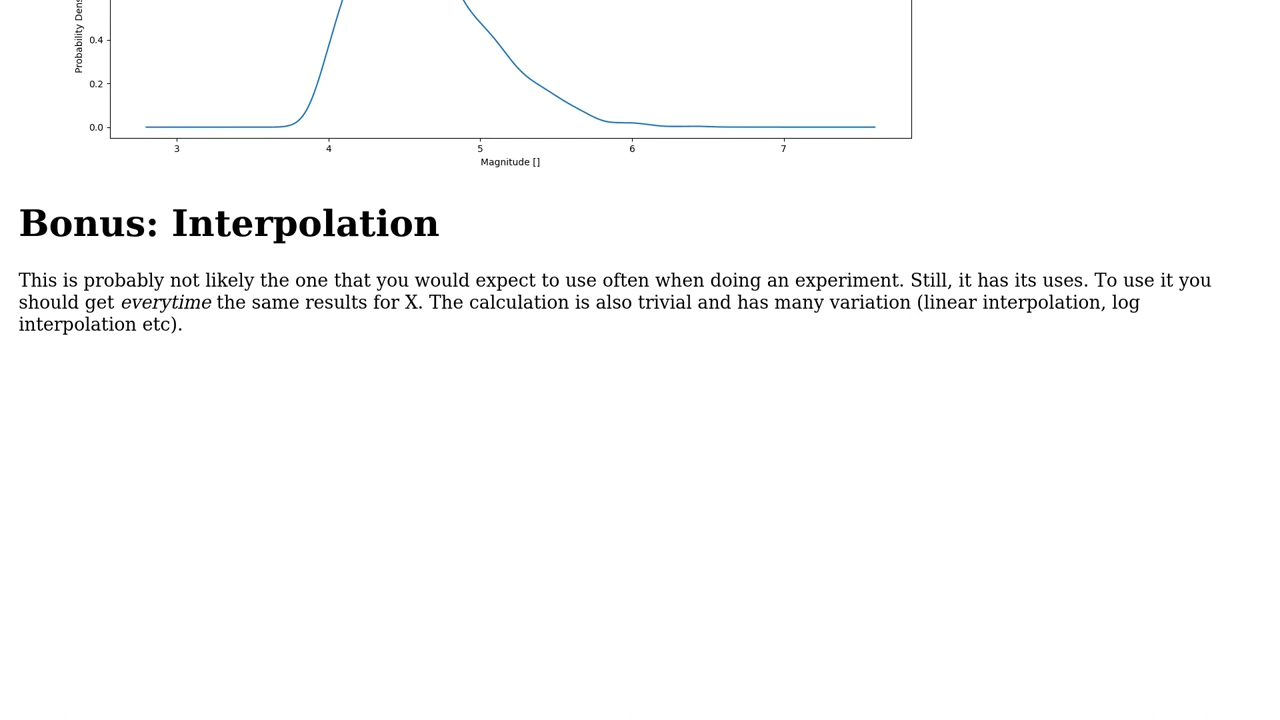 Probability Dens
0.4
0.2
0.0
3 4 5 6 7
Magnitude []
Bonus: Interpolation
This is probably not likely the one that you would expect to use often when doing an experiment. Still, it has its uses. To use it you
should get everytime the same results for X. The calculation is also trivial and has many variation (linear interpolation, log
interpolation etc).